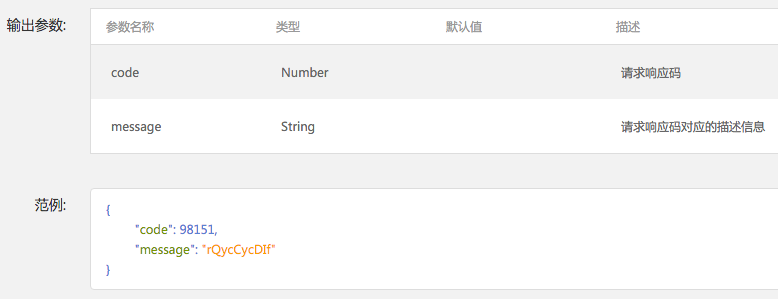 输出参数:
参数名称 类型 默认值 描述
code Number 请求响应码
message String 请求响应码对应的描述信息
范例:
{
"code": 98151,
"message": "rQycCycDIf"
}